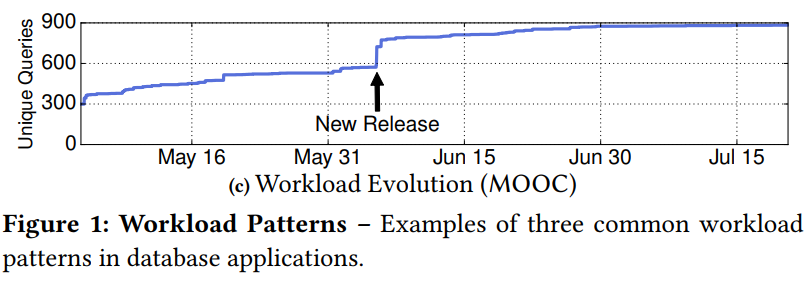 900
600
300
0
Unique Queries
New Release
May 16 May 31 Jun 15 Jun 30 Jul 15
(c) Workload Evolution (MOOC)
Figure 1: Workload Patterns – Examples of three common workload
patterns in database applications.